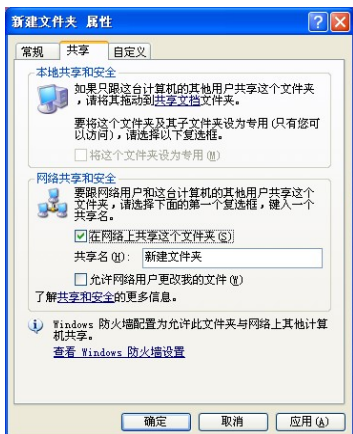 新建文件夹 属性
常规 共享 自定义
本地共享和安全
如果只跟这台计算机的其他用户共享这个文件夹
，请将其拖动到共享文档文件夹。
要将这个文件夹及其子文件夹设为专用(只有您可
以访问)，请选择以下复选框。
将这个文件夹设为专用(M)
网络共享和安全
要跟网络用户和这台计算机的其他用户共享这个
文件夹，请选择下面的第一个复选框，键入一个
共享名。
在网络上共享这个文件夹(S)
共享名(H): 新建文件夹
允许网络用户更改我的文件(W)
了解共享和安全的更多信息。
Windows 防火墙配置为允许此文件夹与网络上其他计算
机共享。
查看 Windows 防火墙设置
确定 取消 应用(A)